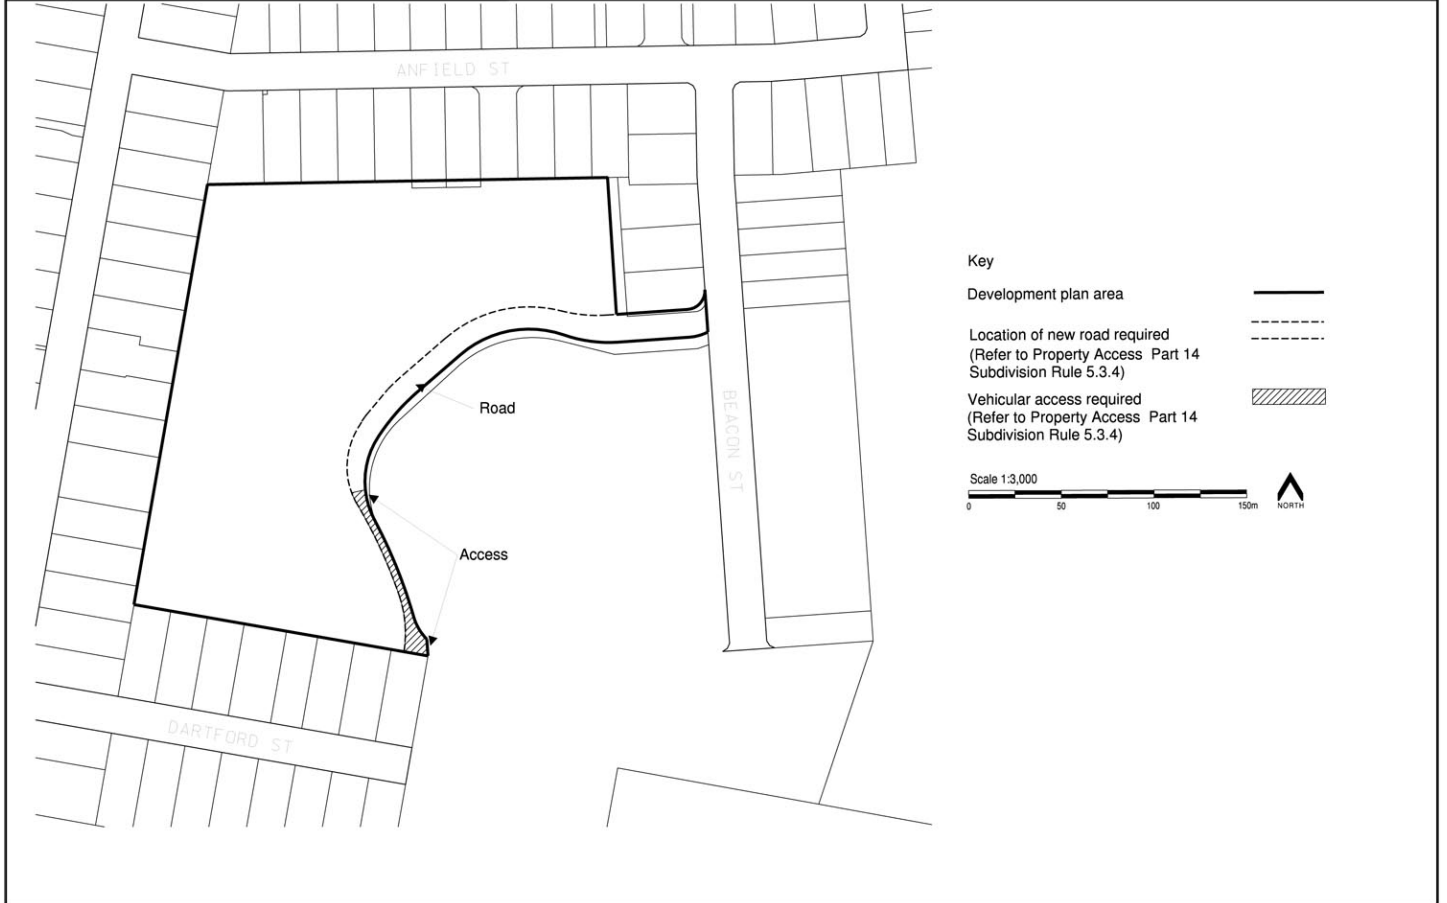 ANFIELD ST
Key
Development plan area
Location of new road required
(Refer to Property Access Part 14
Subdivision Rule 5.3.4)
Vehicular access required
(Refer to Property Access Part 14
Subdivision Rule 5.3.4)
Scale 1:3,000
0 50 100 150m
NORTH
Road
BEACON ST
Access
DARTFORD ST